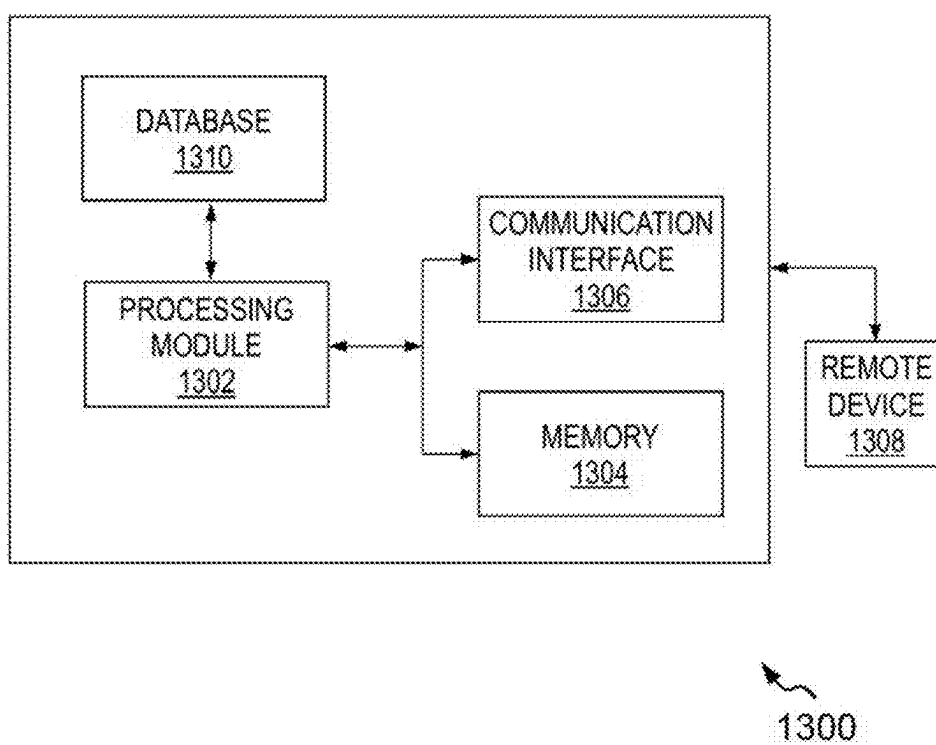 DATABASE
1310
COMMUNICATION
INTERFACE
1306
PROCESSING
MODULE
1302
REMOTE
DEVICE
1308
MEMORY
1304
1300